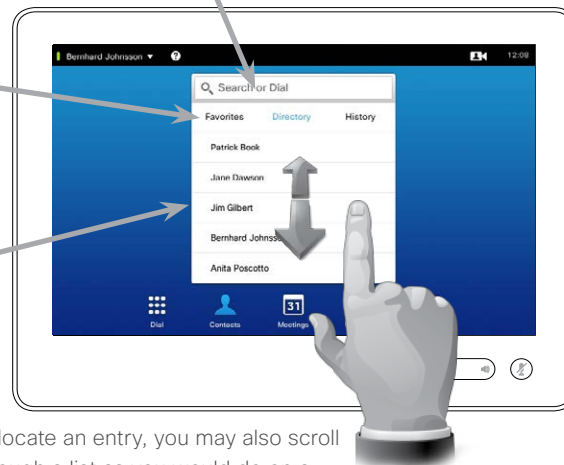 Bernhard Johnsson ▼ ? 12:08
Search or Dial
Favorites Directory History
Patrick Book
Jane Dawson
Jim Gilbert
Bernhard Johnsso
Anita Poscotto
31
Dial Contacts Meetings
locate an entry, you may also scroll